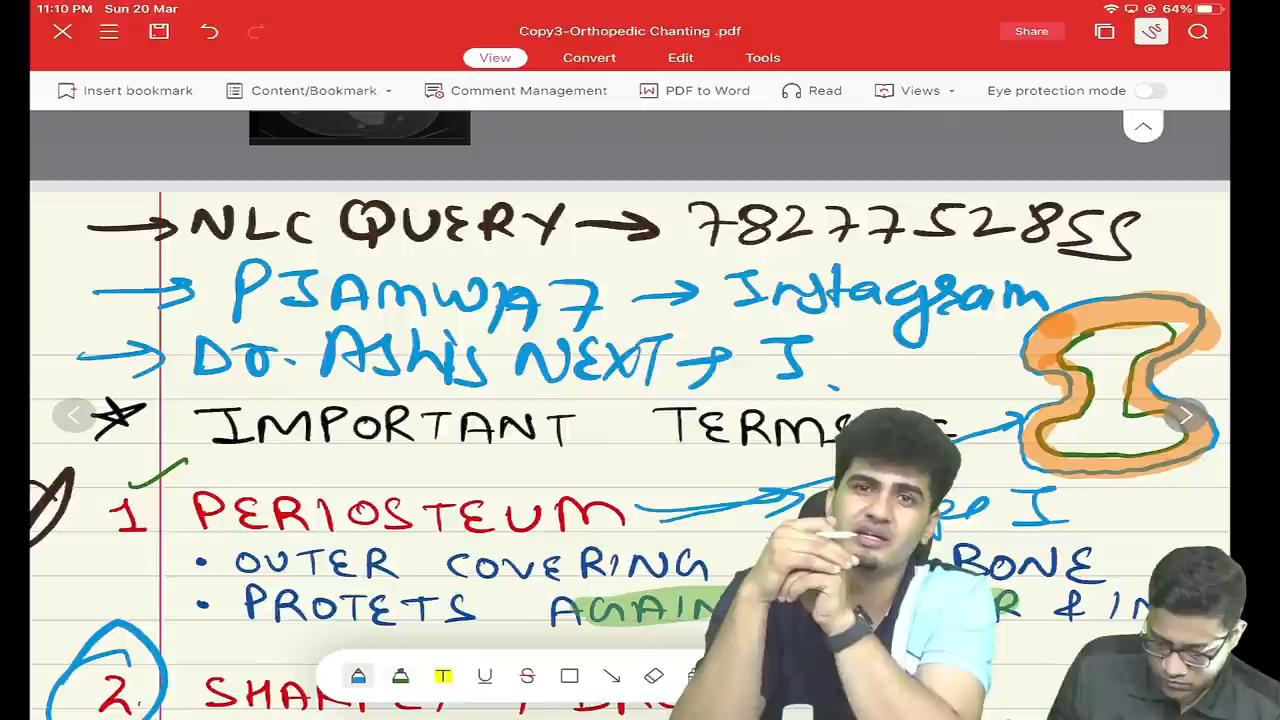 11:10 PM Sun 20 Mar 64%
Copy3-Orthopedic Chanting .pdf
Share
View Convert Edit Tools
Insert bookmark Content/Bookmark Comment Management PDF to Word Read Views Eye protection mode
→ NLC QUERY → 7827752855
→ PJAMWA7 → Instagram
→ Dr. AShis NEXT → I.
★ IMPORTANT TERMS
1 PERIOSTEUM → I
• OUTER COVERING BONE
• PROTETS AGAIN R & IN
T U S
2.